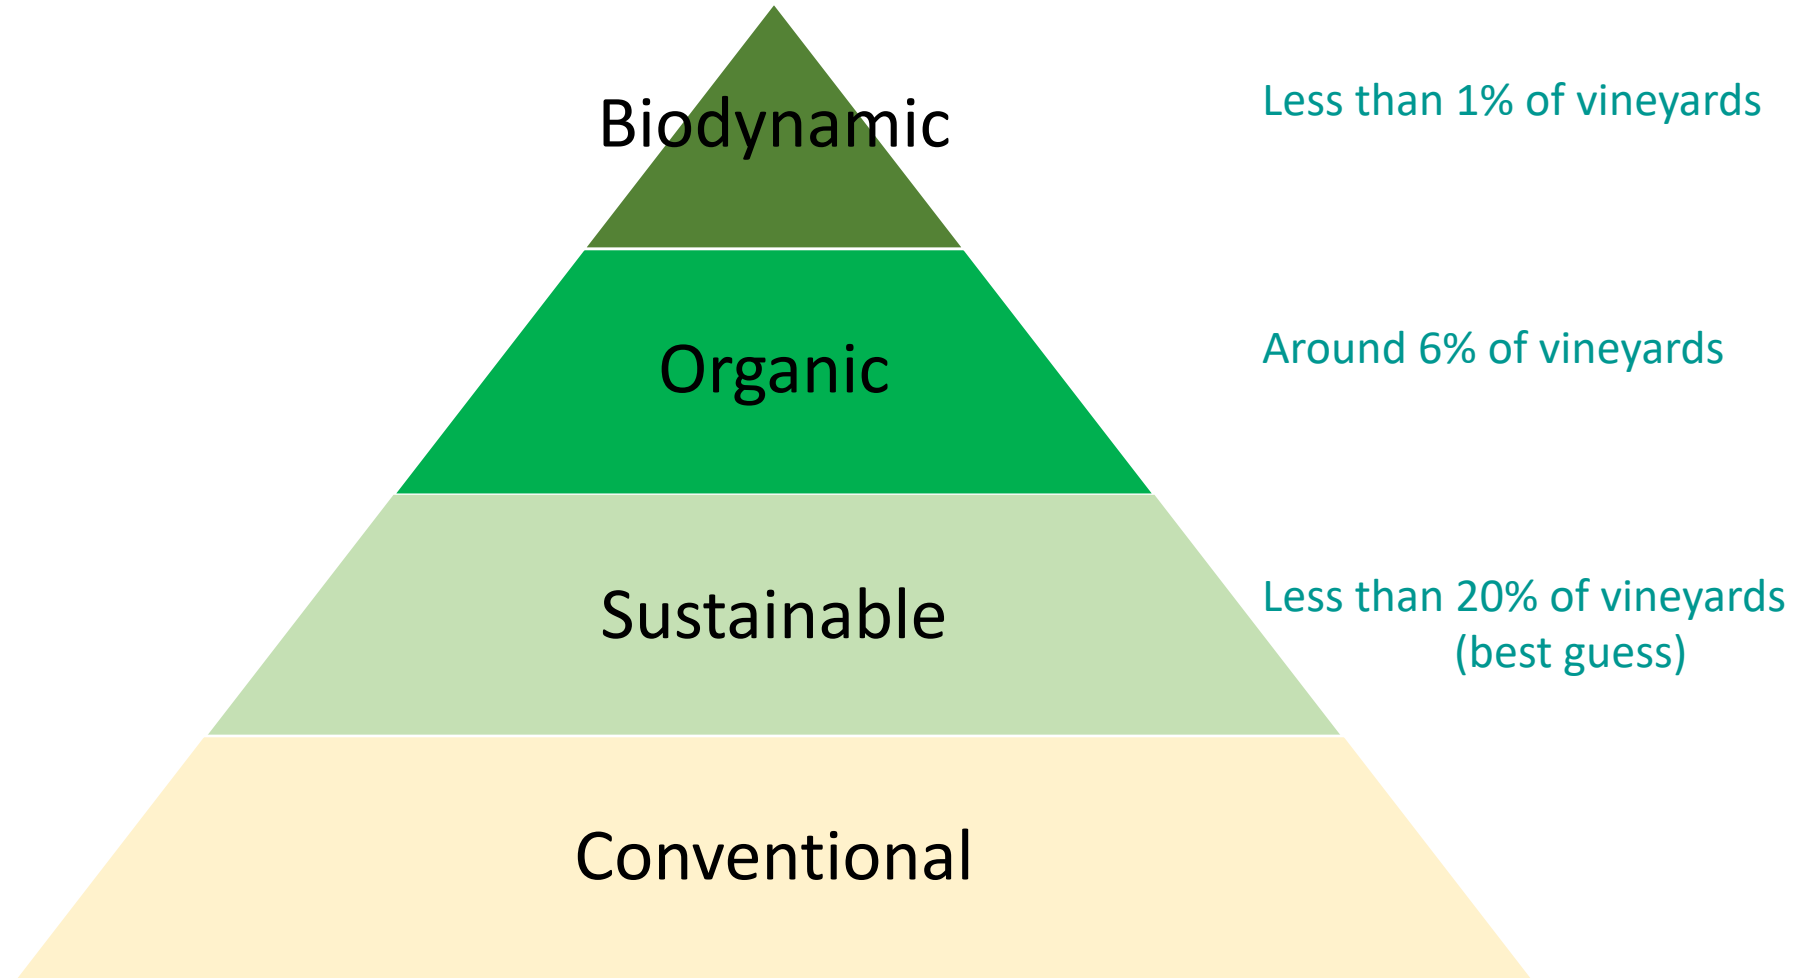 Biodynamic
Less than 1% of vineyards
Organic
Around 6% of vineyards
Sustainable
Less than 20% of vineyards
(best guess)
Conventional